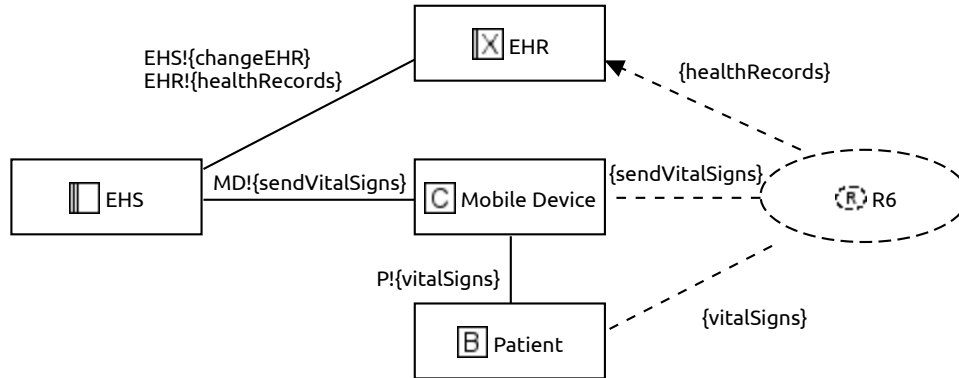 X EHR
EHS!{changeEHR}
EHR!{healthRecords}
{healthRecords}
EHS
MD!{sendVitalSigns}
C Mobile Device
{sendVitalSigns}
R R6
P!{vitalSigns}
B Patient
{vitalSigns}